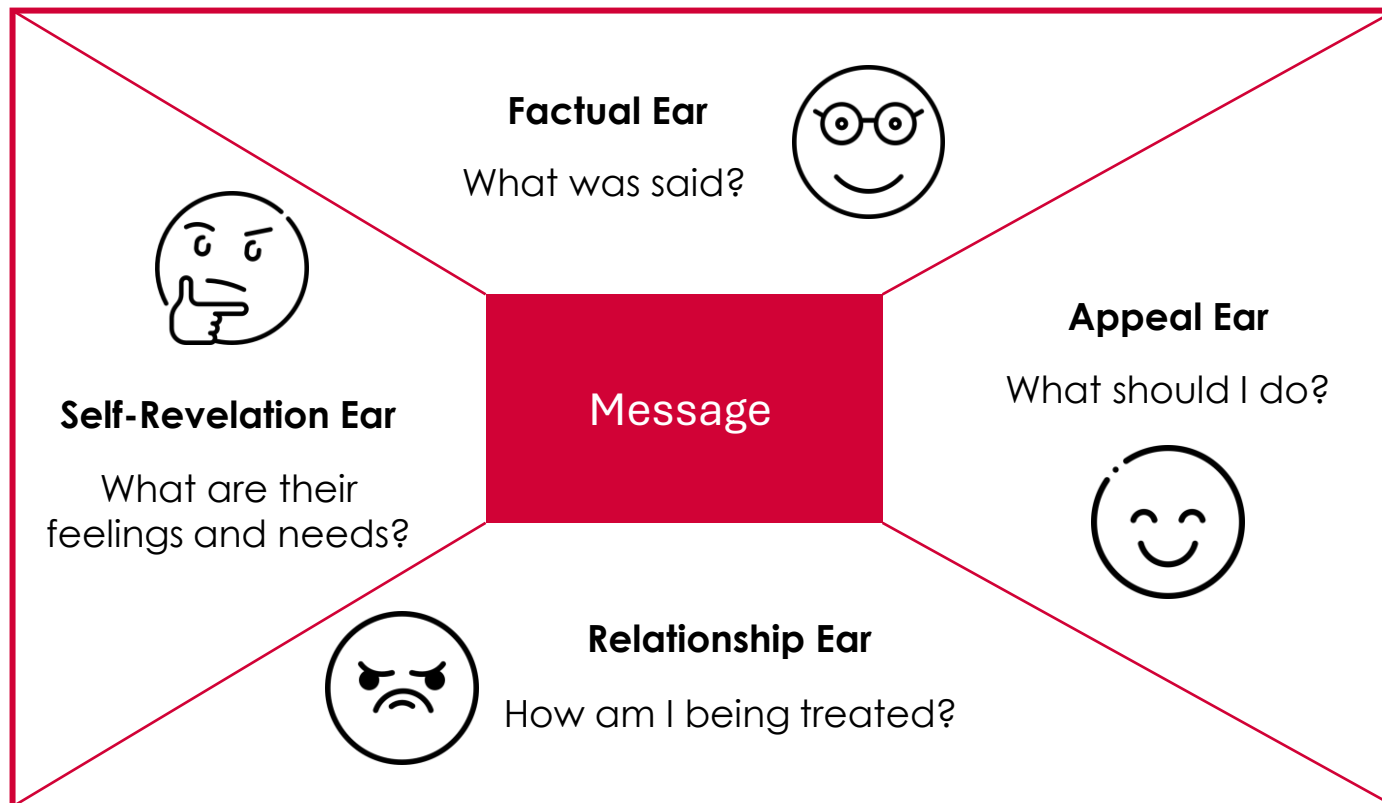 Factual Ear
What was said?
Self-Revelation Ear
What are their
feelings and needs?
Message
Appeal Ear
What should I do?
Relationship Ear
How am I being treated?